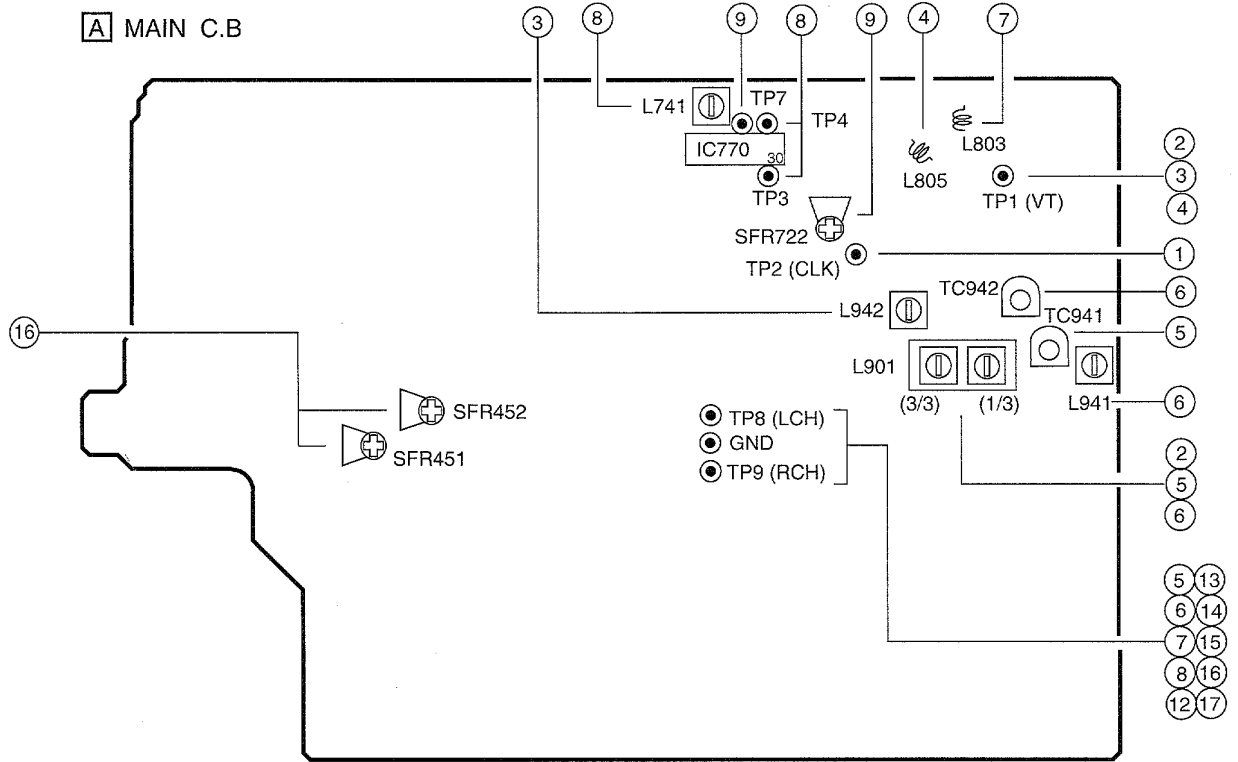 A MAIN C.B
3 8 9 8 9 4 7
8 L741 TP7 TP4
IC770 30
TP3
L803
L805
TP1 (VT)
2
3
4
SFR722
TP2 (CLK) 1
L942 TC942 6
TC941 5
L901
(3/3) (1/3)
L941 6
16
SFR452
SFR451
TP8 (LCH)
GND
TP9 (RCH)
2
5
6
5 13
6 14
7 15
8 16
12 17